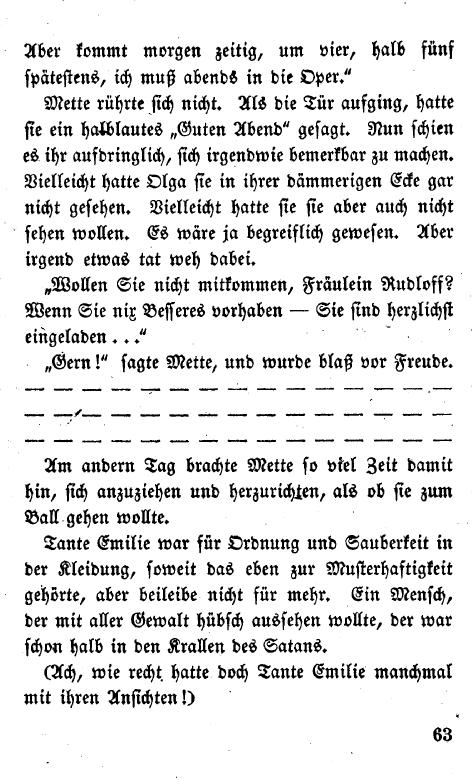 Aber kommt morgen zeitig, um vier, halb fünf
spätestens, ich muß abends in die Oper.“
Mette rührte sich nicht. Als die Tür aufging, hatte
sie ein halblautes „Guten Abend“ gesagt. Nun schien
es ihr aufdringlich, sich irgendwie bemerkbar zu machen.
Vielleicht hatte Olga sie in ihrer dämmerigen Ecke gar
nicht gesehen. Vielleicht hatte sie sie aber auch nicht
sehen wollen. Es wäre ja begreiflich gewesen. Aber
irgend etwas tat weh dabei.
„Wollen Sie nicht mitkommen, Fräulein Rudloff?
Wenn Sie nix Besseres vorhaben — Sie sind herzlichst
eingeladen . . .“
„Gern!“ sagte Mette, und wurde blaß vor Freude.
— — — — — — — — — — — — — — —
— — — — — — — — — — — — — — —
— — — — — — — — — — — — — — —
Am andern Tag brachte Mette so viel Zeit damit
hin, sich anzuziehen und herzurichten, als ob sie zum
Ball gehen wollte.
Tante Emilie war für Ordnung und Sauberkeit in
der Kleidung, soweit das eben zur Musterhaftigkeit
gehörte, aber beileibe nicht für mehr. Ein Mensch,
der mit aller Gewalt hübsch aussehen wollte, der war
schon halb in den Krallen des Satans.
(Ach, wie recht hatte doch Tante Emilie manchmal
mit ihren Ansichten!)
63